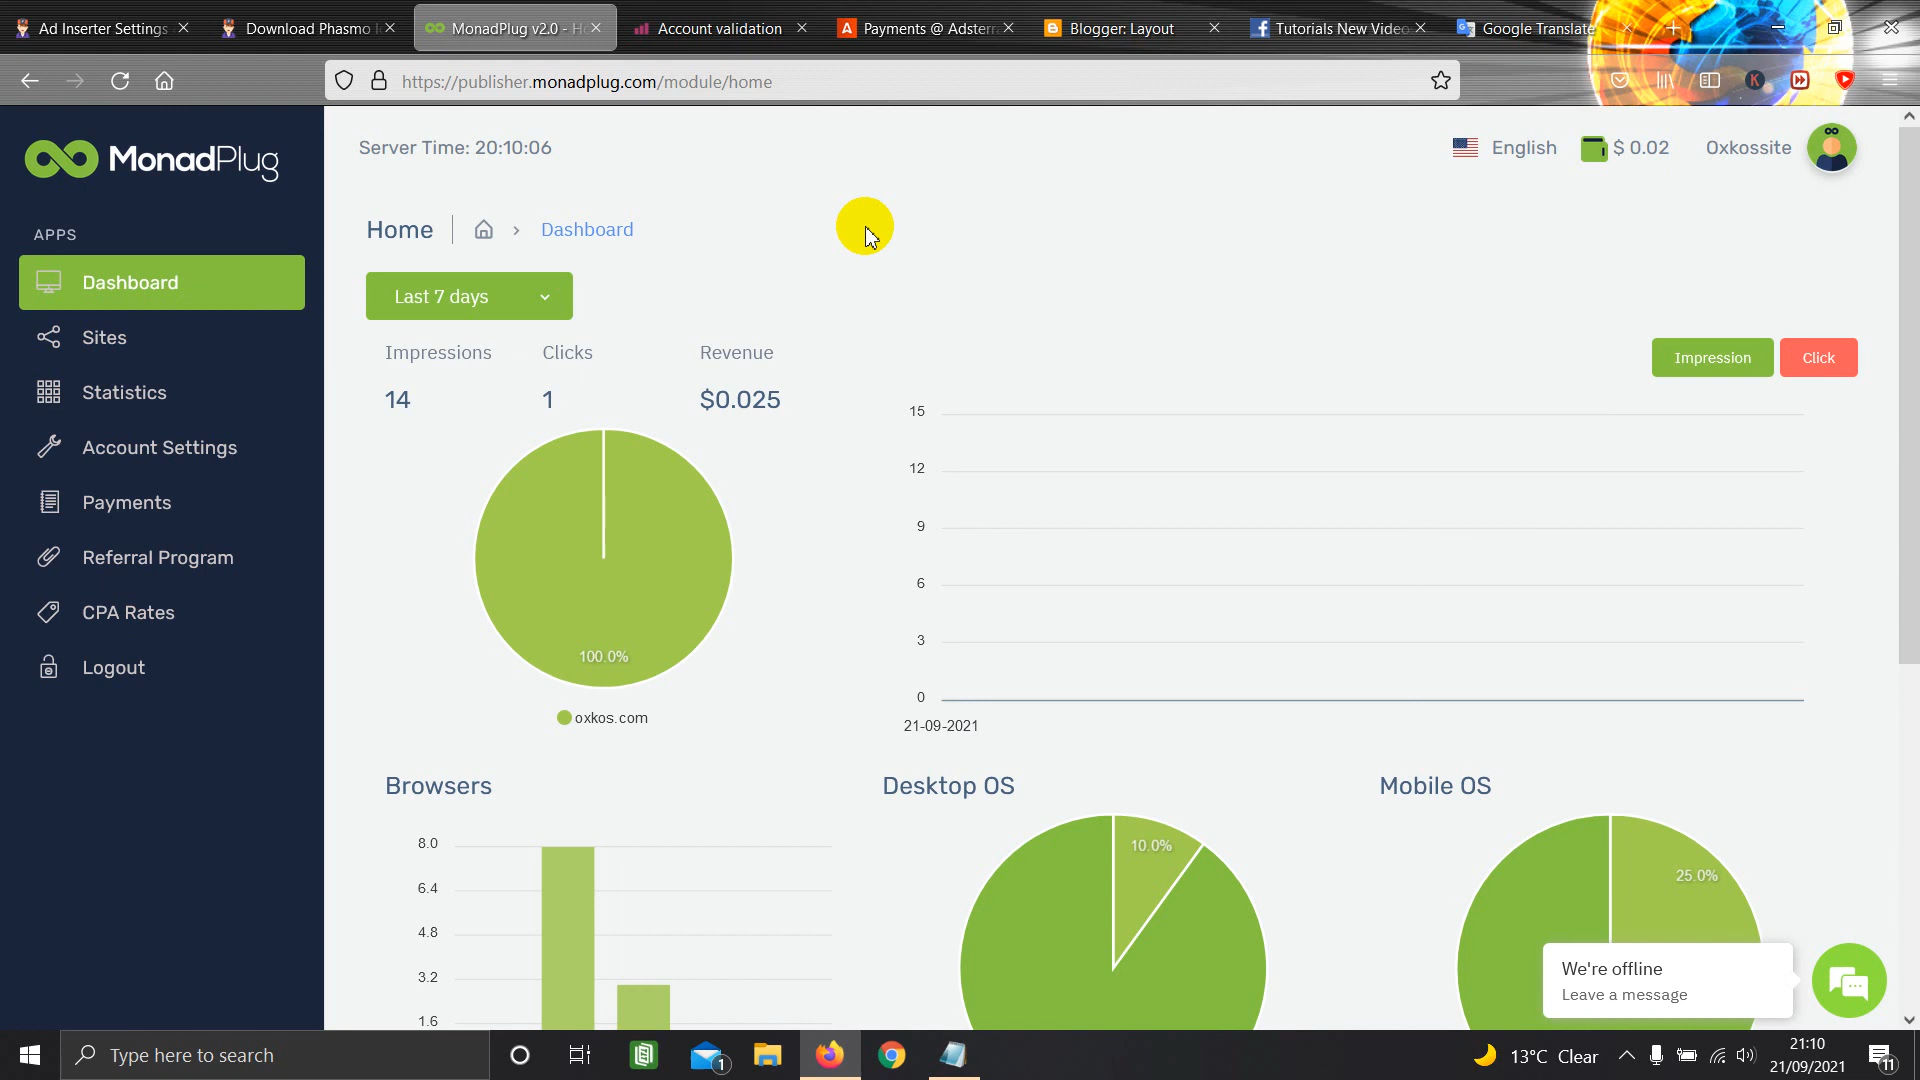 Ad Inserter Settings
Download Phasmo
MonadPlug v2.0 - Ho
Account validation
Payments @ Adsterr
Blogger: Layout
Tutorials New Video
Google Translate
https://publisher.monadplug.com/module/home
MonadPlug
Server Time: 20:10:06
English
$ 0.02
Oxkossite
APPS
Dashboard
Sites
Statistics
Account Settings
Payments
Referral Program
CPA Rates
Logout
Home
Dashboard
Last 7 days
Impressions
Clicks
Revenue
14
1
$0.025
Impression
Click
100.0%
oxkos.com
15
12
9
6
3
0
21-09-2021
Browsers
8.0
6.4
4.8
3.2
1.6
Desktop OS
10.0%
Mobile OS
25.0%
We're offline
Leave a message
Type here to search
1
13°C Clear
21:10
21/09/2021
11